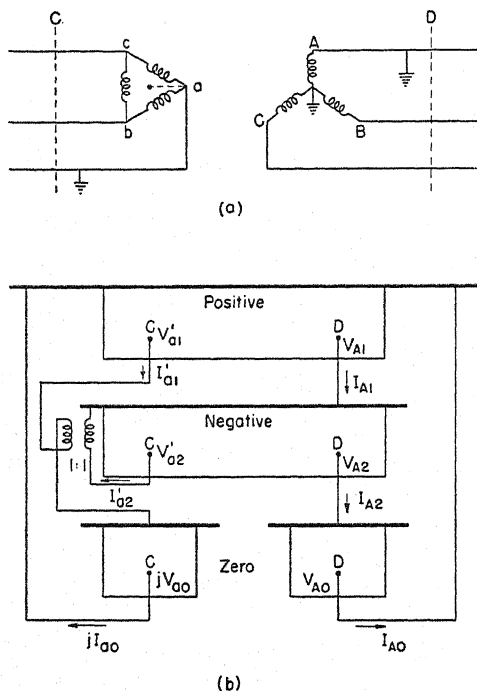 C D
c A
a
b C B
(a)
Positive
C V'a1 D VA1
I'a1 IA1
Negative
1:1 C V'a2 D VA2
I'a2 IA2
C jVa0 Zero VA0 D
jIa0 IA0
(b)